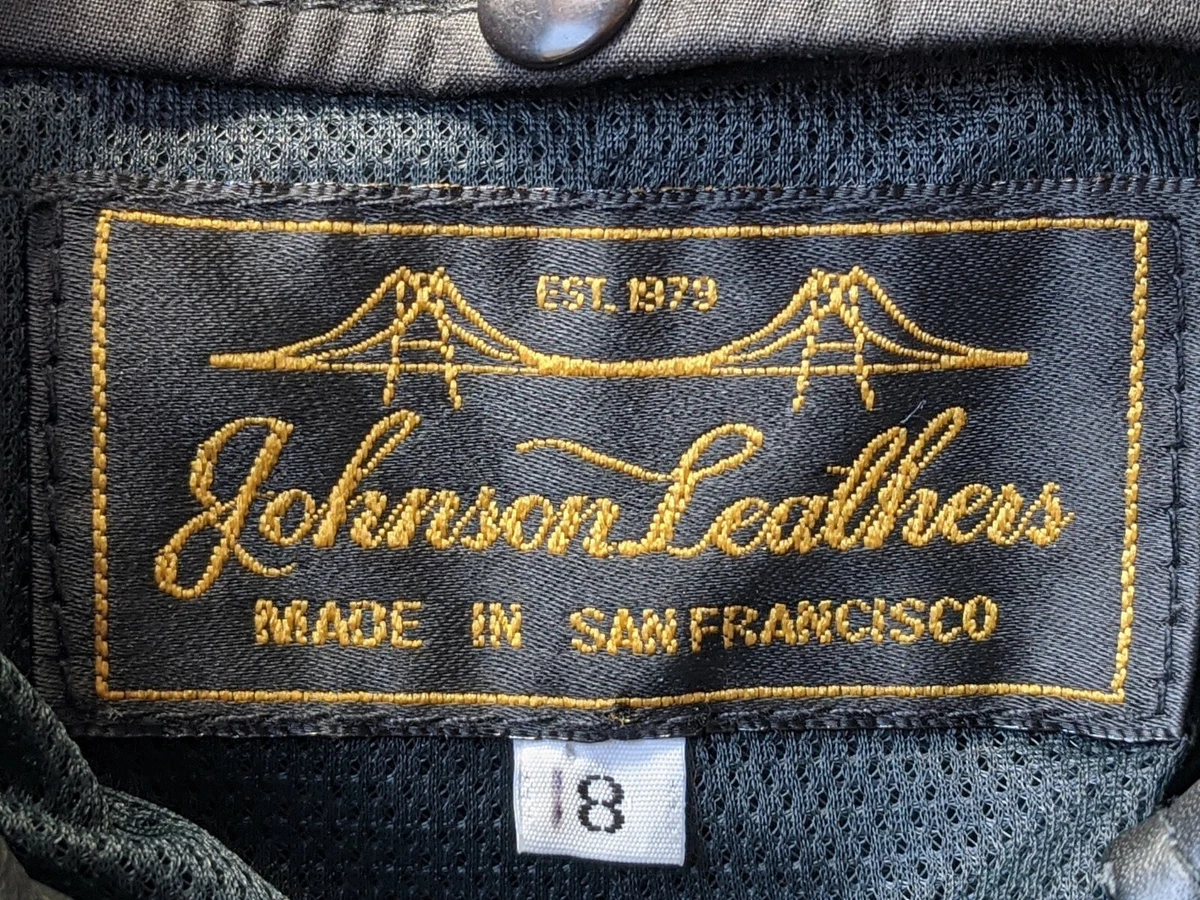 EST. 1979
Johnson Leathers
MADE IN SAN FRANCISCO
18